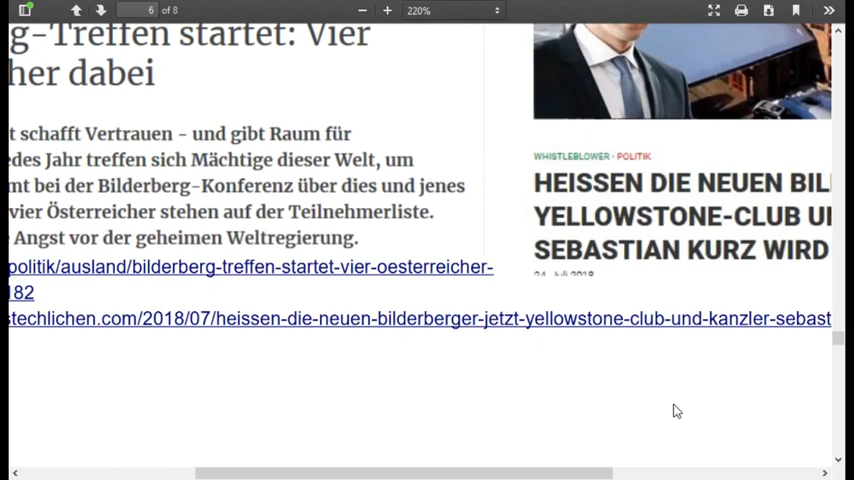 6 of 8
220%
g-Treffen startet: Vier
her dabei
t schafft Vertrauen - und gibt Raum für
edes Jahr treffen sich Mächtige dieser Welt, um
mt bei der Bilderberg-Konferenz über dies und jenes
vier Österreicher stehen auf der Teilnehmerliste.
e Angst vor der geheimen Weltregierung.
politik/ausland/bilderberg-treffen-startet-vier-oesterreicher-
182
stechlichen.com/2018/07/heissen-die-neuen-bilderberger-jetzt-yellowstone-club-und-kanzler-sebast
WHISTLEBLOWER · POLITIK
HEISSEN DIE NEUEN BIL
YELLOWSTONE-CLUB U
SEBASTIAN KURZ WIRD
24. Juli 2018